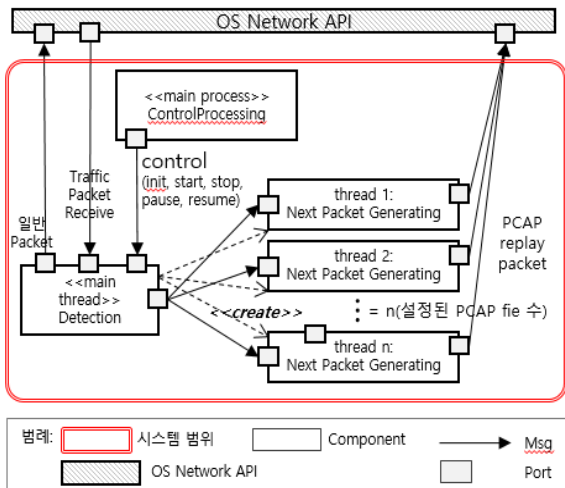 OS Network API
<<main process>>
ControlProcessing
control
(init, start, stop,
pause, resume)
Traffic
Packet
Receive
일반
Packet
<<main
thread>>
Detection
thread 1:
Next Packet Generating
thread 2:
Next Packet Generating
<<create>>
⋮ = n(설정된 PCAP fie 수)
thread n:
Next Packet Generating
PCAP
replay
packet
범례:
시스템 범위
Component
Msg
OS Network API
Port